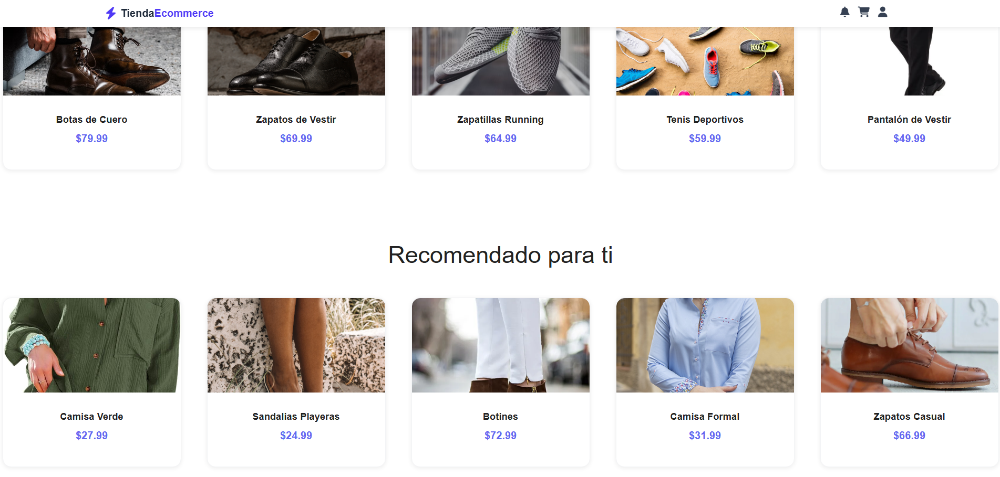 TiendaEcommerce
Botas de Cuero
$79.99
Zapatos de Vestir
$69.99
Zapatillas Running
$64.99
Tenis Deportivos
$59.99
Pantalón de Vestir
$49.99
Recomendado para ti
Camisa Verde
$27.99
Sandalias Playeras
$24.99
Botines
$72.99
Camisa Formal
$31.99
Zapatos Casual
$66.99